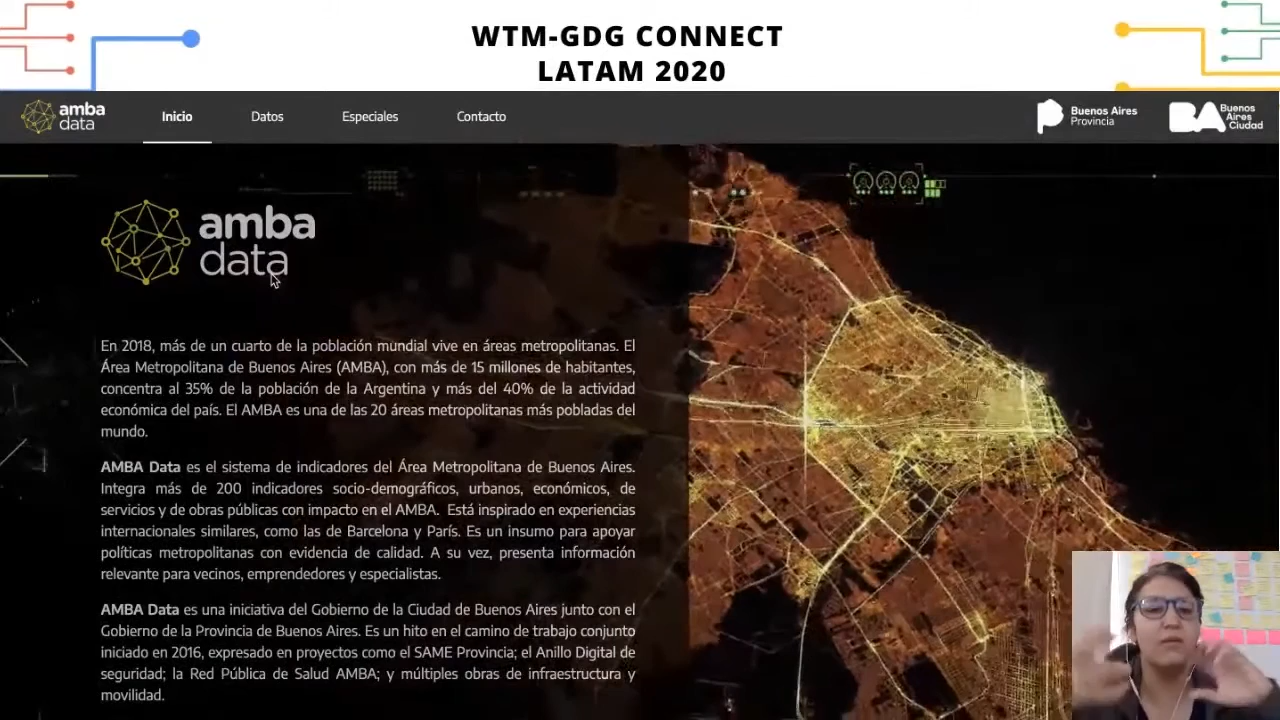 WTM-GDG CONNECT
LATAM 2020
amba
data
Inicio
Datos
Especiales
Contacto
Buenos Aires
Provincia
BA
Buenos
Aires
Ciudad
amba
data
En 2018, más de un cuarto de la población mundial vive en áreas metropolitanas. El
Área Metropolitana de Buenos Aires (AMBA), con más de 15 millones de habitantes,
concentra al 35% de la población de la Argentina y más del 40% de la actividad
económica del país. El AMBA es una de las 20 áreas metropolitanas más pobladas del
mundo.
AMBA Data es el sistema de indicadores del Área Metropolitana de Buenos Aires.
Integra más de 200 indicadores socio-demográficos, urbanos, económicos, de
servicios y de obras públicas con impacto en el AMBA. Está inspirado en experiencias
internacionales similares, como las de Barcelona y París. Es un insumo para apoyar
políticas metropolitanas con evidencia de calidad. A su vez, presenta información
relevante para vecinos, emprendedores y especialistas.
AMBA Data es una iniciativa del Gobierno de la Ciudad de Buenos Aires junto con el
Gobierno de la Provincia de Buenos Aires. Es un hito en el camino de trabajo conjunto
iniciado en 2016, expresado en proyectos como el SAME Provincia; el Anillo Digital de
seguridad; la Red Pública de Salud AMBA; y múltiples obras de infraestructura y
movilidad.